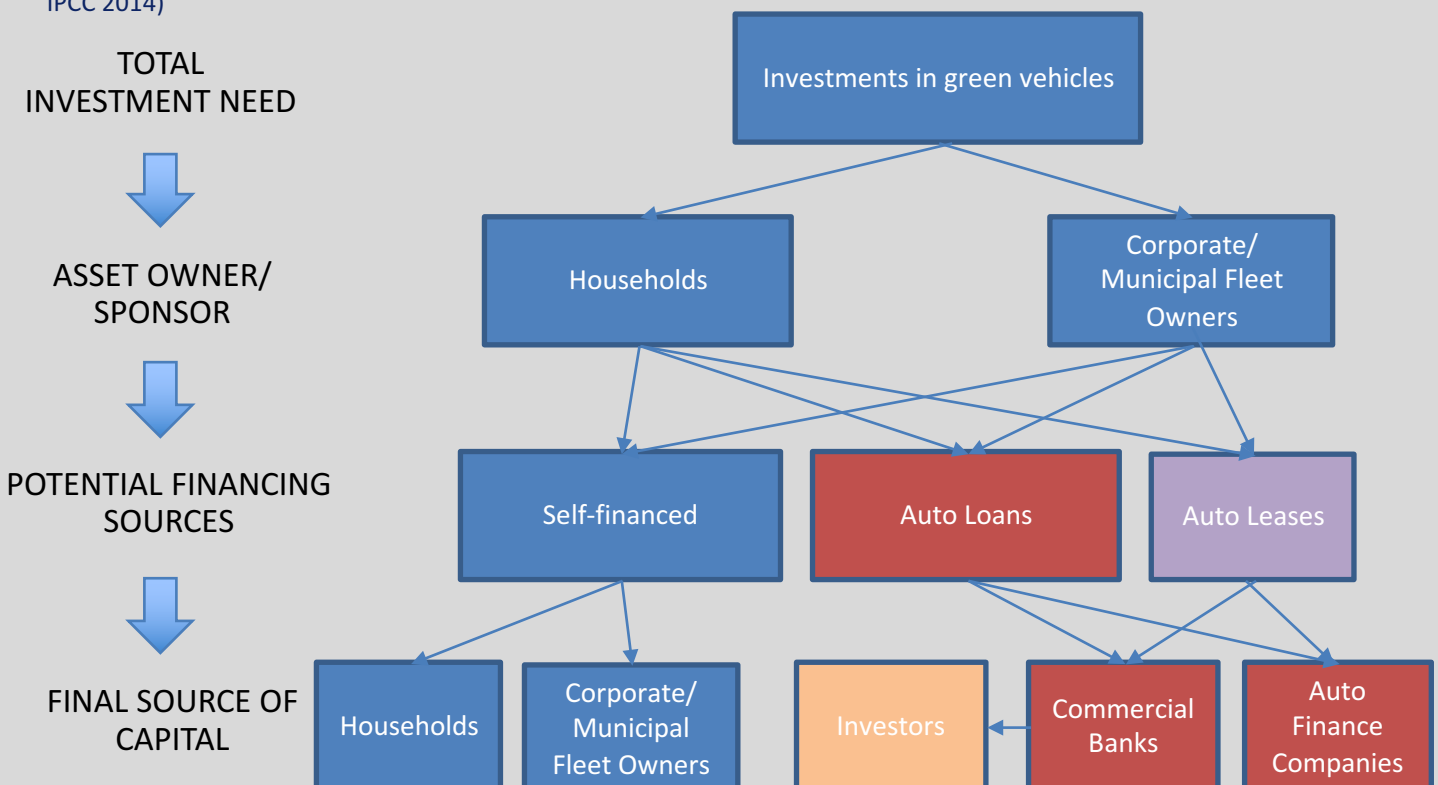 IPCC 2014)
TOTAL
INVESTMENT NEED
Investments in green vehicles
ASSET OWNER/
SPONSOR
Households
Corporate/
Municipal Fleet
Owners
POTENTIAL FINANCING
SOURCES
Self-financed
Auto Loans
Auto Leases
FINAL SOURCE OF
CAPITAL
Households
Corporate/
Municipal
Fleet Owners
Investors
Commercial
Banks
Auto
Finance
Companies